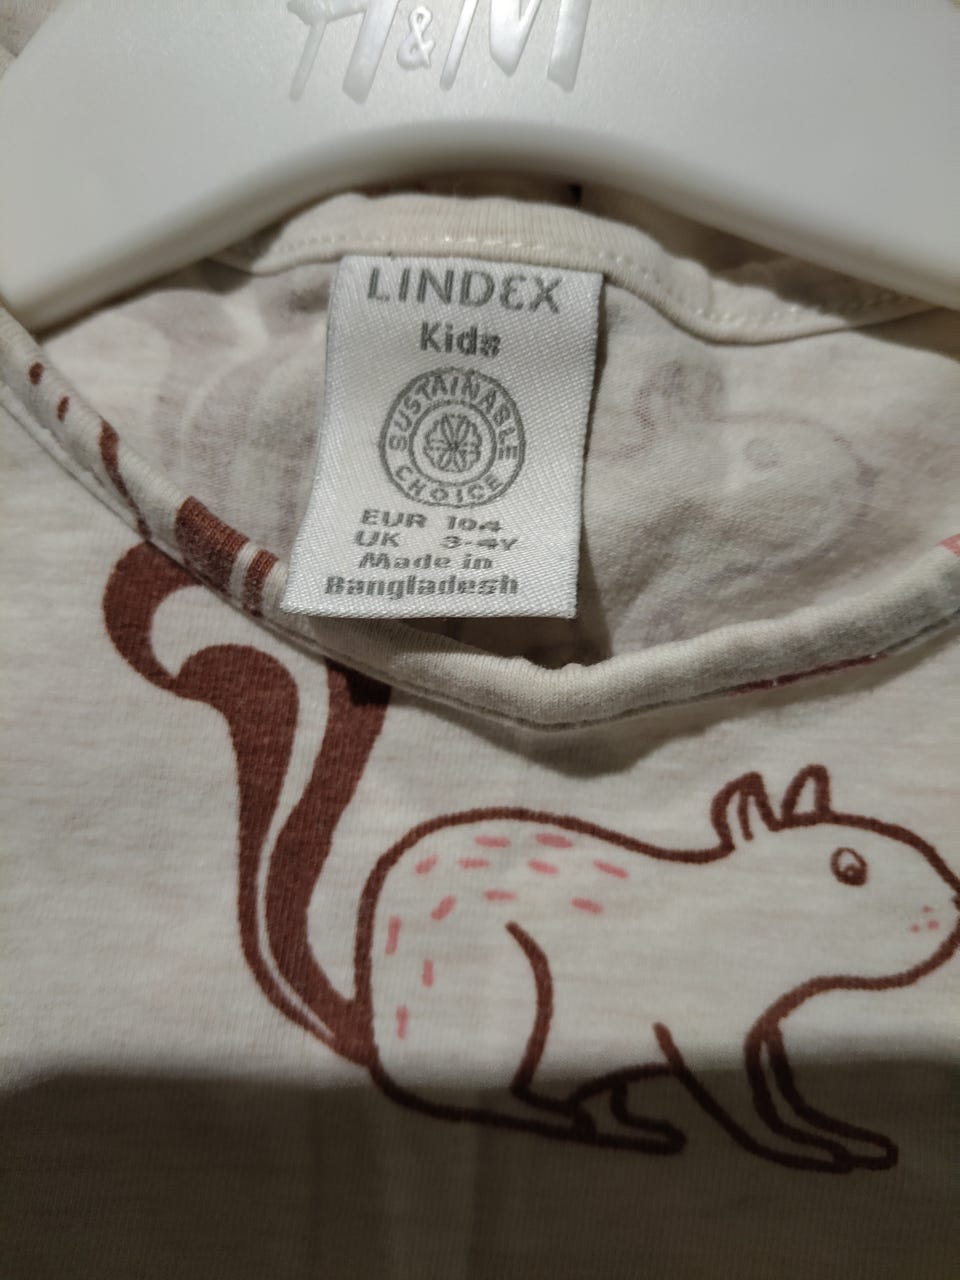 H&M
LINDEX
Kids
SUSTAINABLE
CHOICE
EUR 104
UK 3-4Y
Made in
Bangladesh